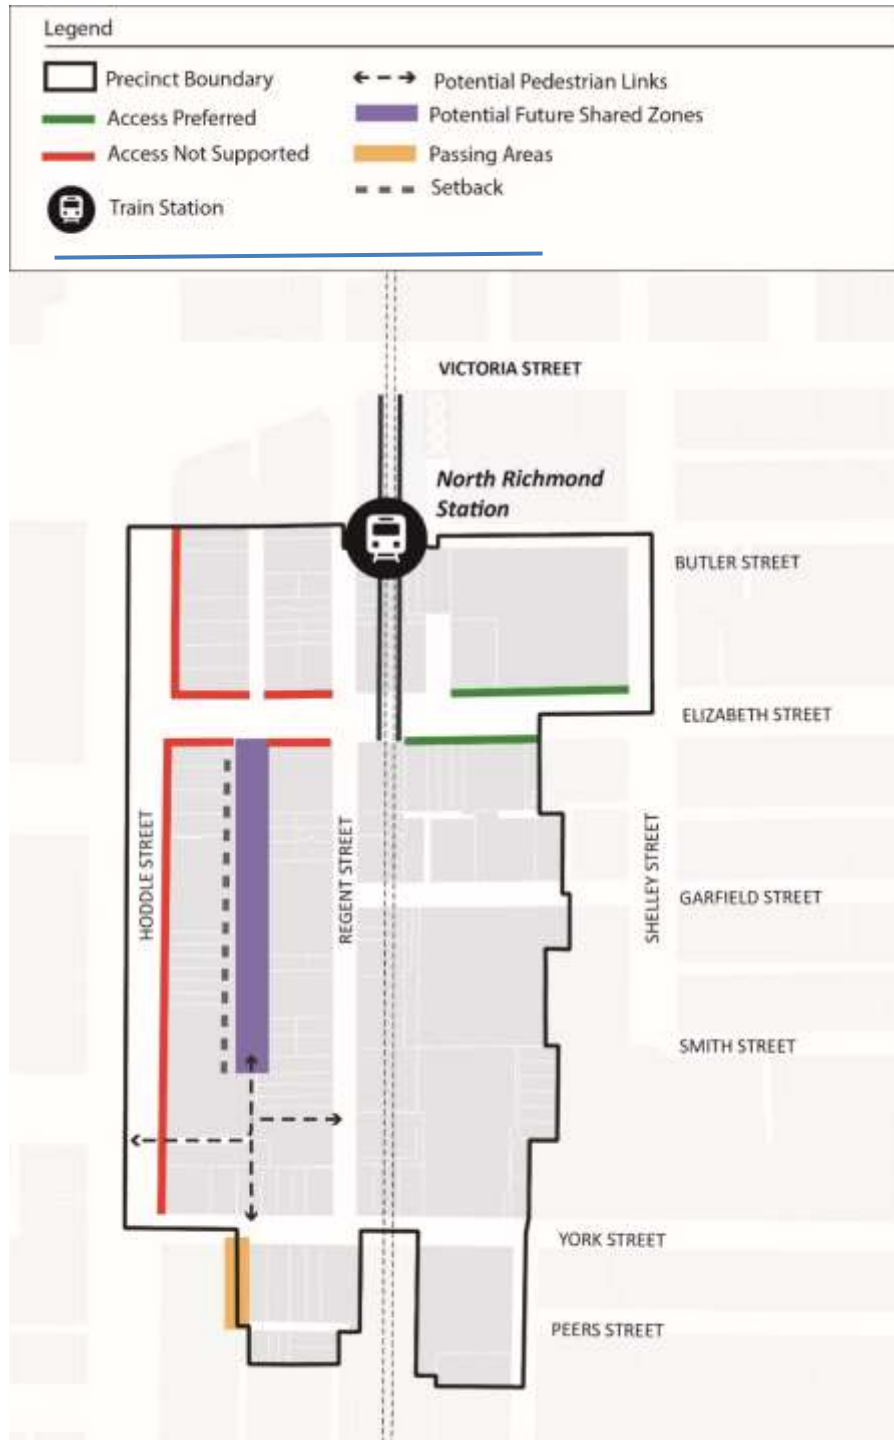 Legend
Precinct Boundary
Potential Pedestrian Links
Access Preferred
Potential Future Shared Zones
Access Not Supported
Passing Areas
Setback
Train Station
VICTORIA STREET
North Richmond
Station
BUTLER STREET
ELIZABETH STREET
HODDLE STREET
REGENT STREET
SHELLEY STREET
GARFIELD STREET
SMITH STREET
YORK STREET
PEERS STREET